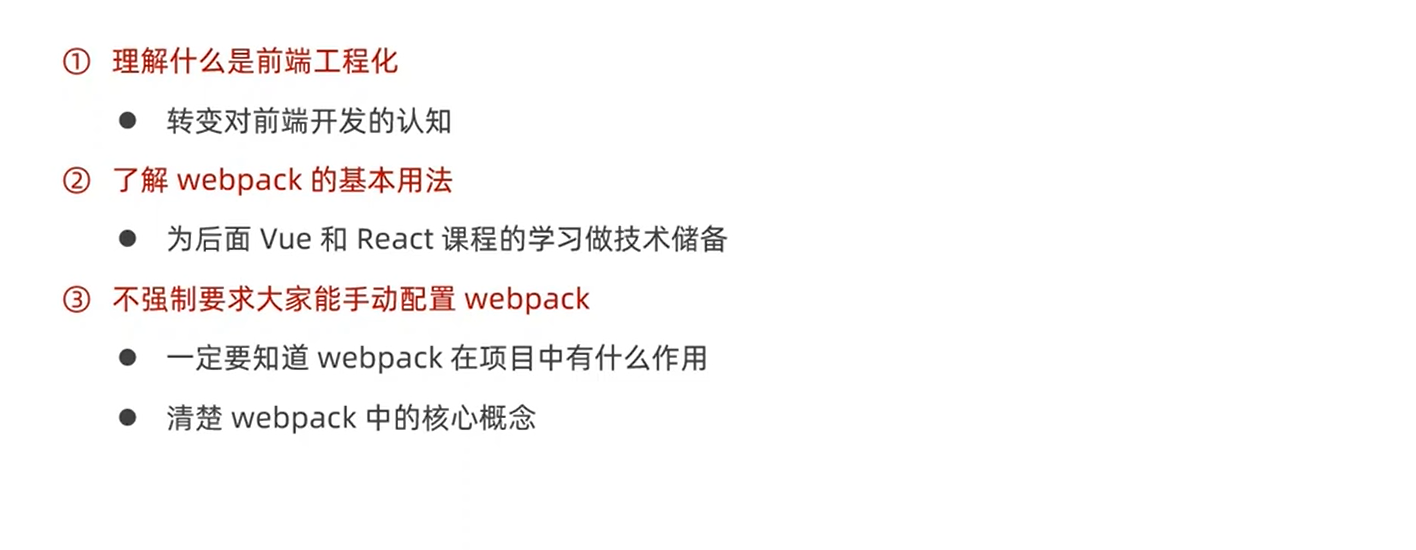 ① 理解什么是前端工程化
● 转变对前端开发的认知
② 了解 webpack 的基本用法
● 为后面 Vue 和 React 课程的学习做技术储备
③ 不强制要求大家能手动配置 webpack
● 一定要知道 webpack 在项目中有什么作用
● 清楚 webpack 中的核心概念